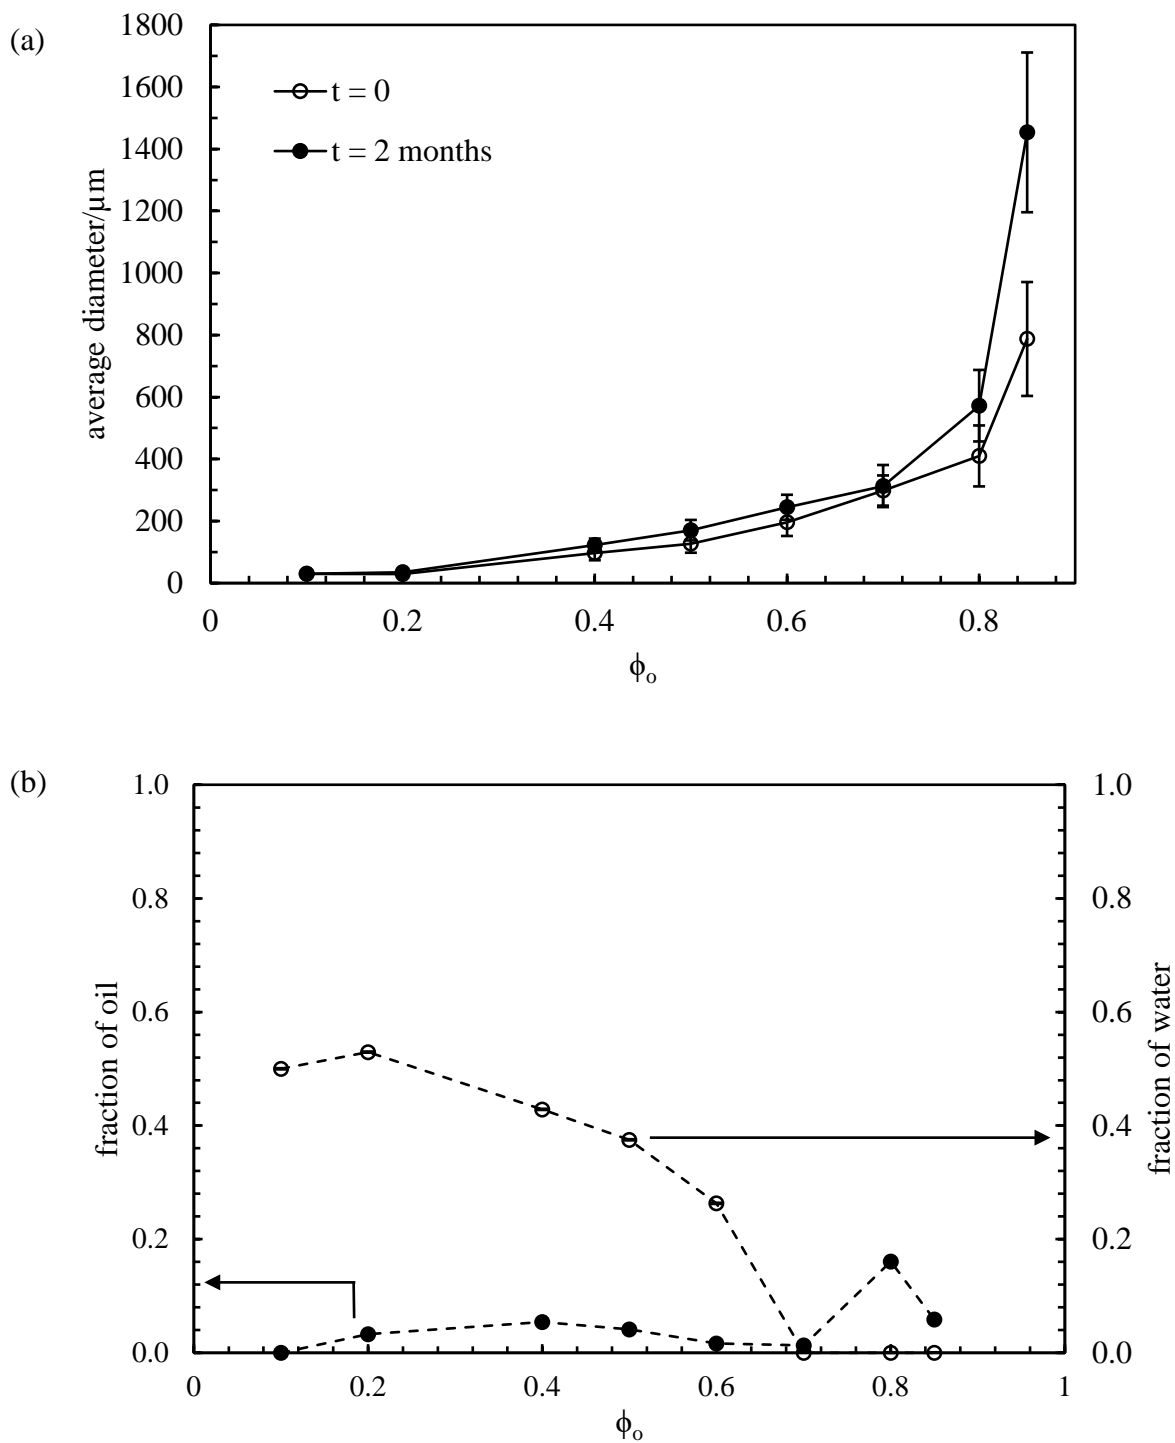 (a)
1800
1600
1400
1200
1000
800
600
400
200
0
average diameter/µm
t = 0
t = 2 months
0 0.2 0.4 0.6 0.8
ϕₒ
(b)
1.0
0.8
0.6
0.4
0.2
0.0
fraction of oil
1.0
0.8
0.6
0.4
0.2
0.0
fraction of water
0 0.2 0.4 0.6 0.8 1
ϕₒ